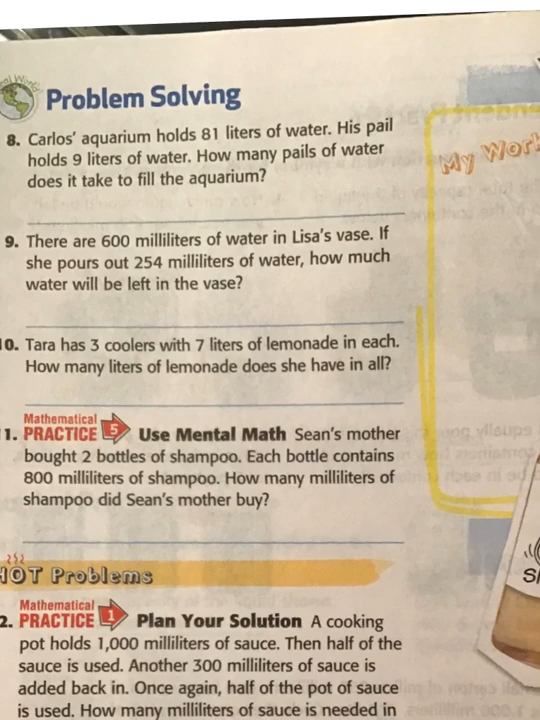 Real World
Problem Solving
8. Carlos' aquarium holds 81 liters of water. His pail
holds 9 liters of water. How many pails of water
does it take to fill the aquarium?
9. There are 600 milliliters of water in Lisa's vase. If
she pours out 254 milliliters of water, how much
water will be left in the vase?
10. Tara has 3 coolers with 7 liters of lemonade in each.
How many liters of lemonade does she have in all?
Mathematical
1. PRACTICE 5 Use Mental Math Sean's mother
bought 2 bottles of shampoo. Each bottle contains
800 milliliters of shampoo. How many milliliters of
shampoo did Sean's mother buy?
HOT Problems
Mathematical
2. PRACTICE 1 Plan Your Solution A cooking
pot holds 1,000 milliliters of sauce. Then half of the
sauce is used. Another 300 milliliters of sauce is
added back in. Once again, half of the pot of sauce
is used. How many milliliters of sauce is needed in
My Work